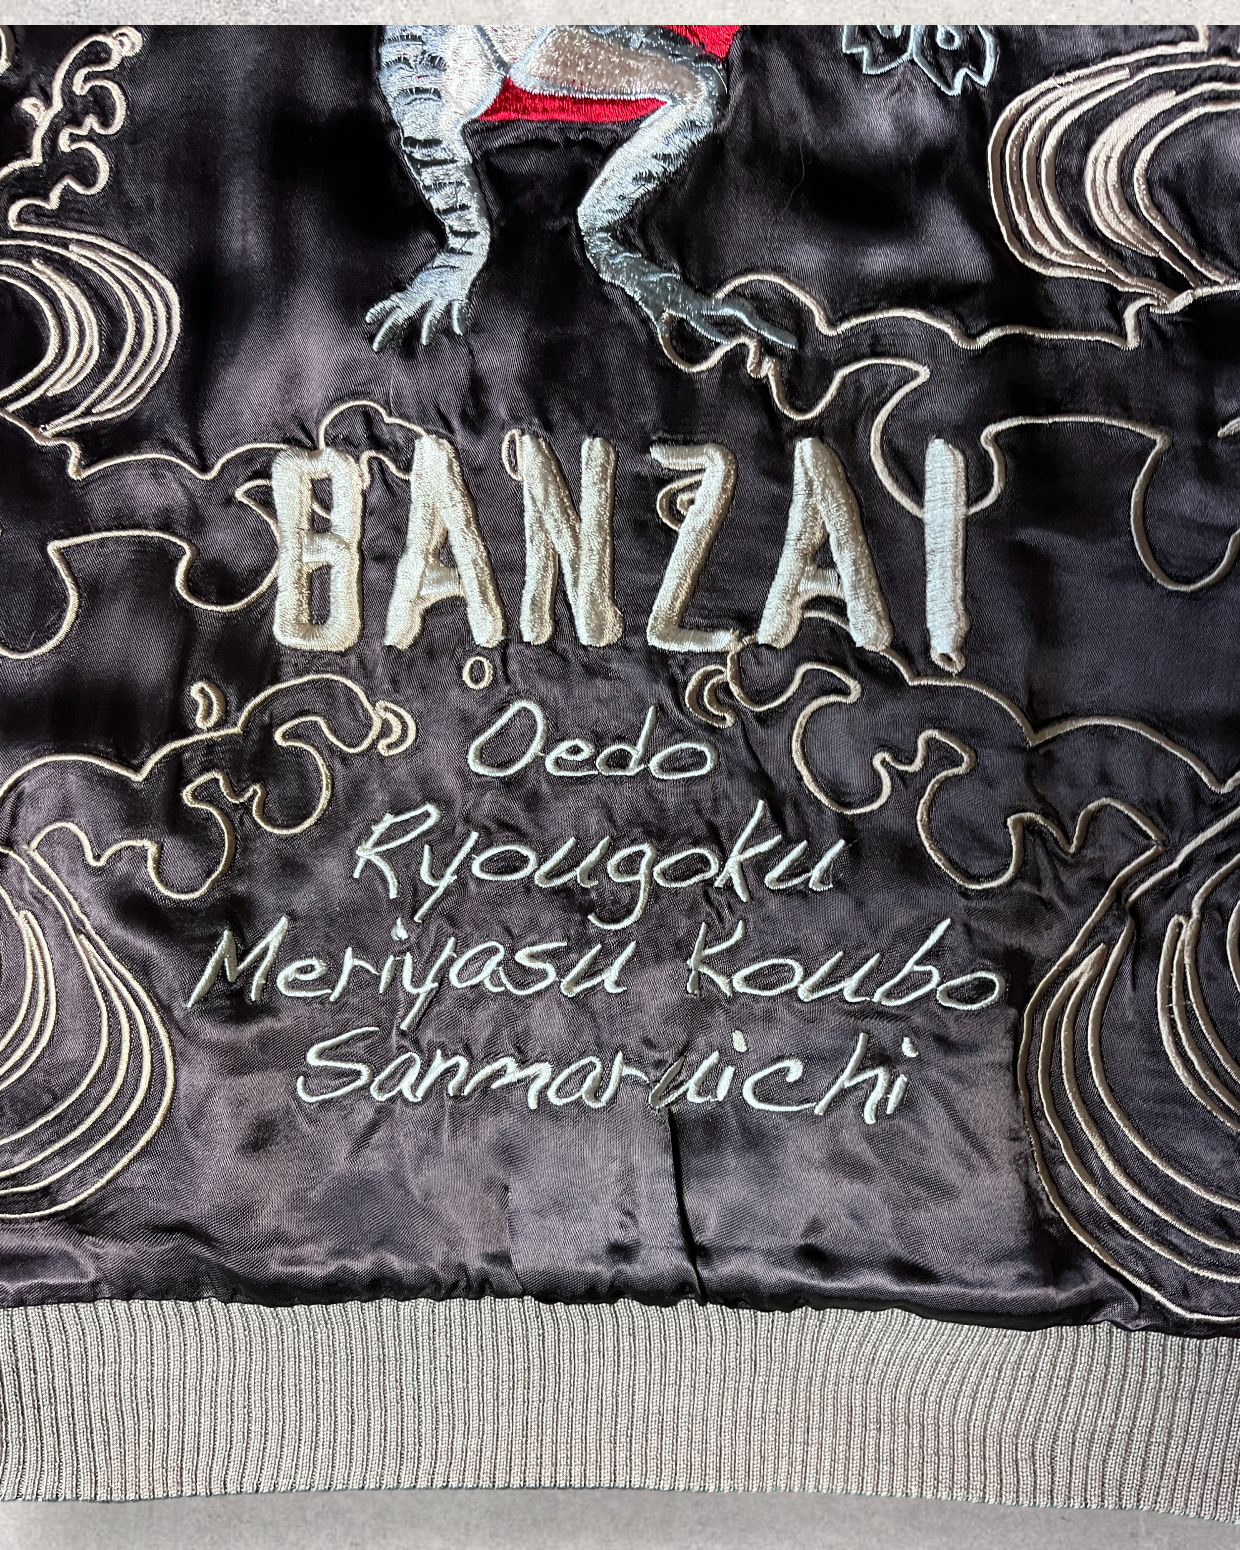 BANZAI
Oedo
Ryougoku
Meriyasu Koubo
Sanmaruichi